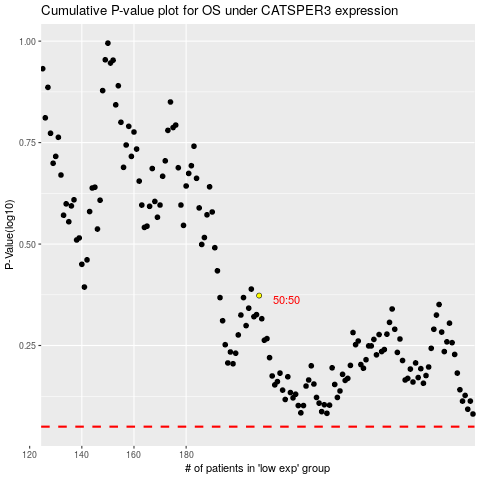 Cumulative P-value plot for OS under CATSPER3 expression
1.00
0.75
0.50
0.25
P-Value(log10)
50:50
120 140 160 180
# of patients in 'low exp' group